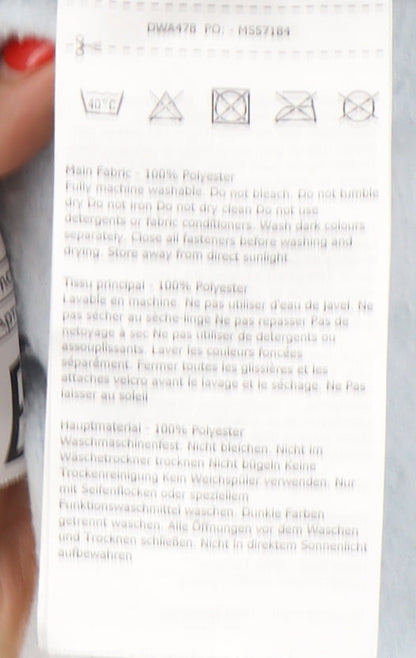 DWA478 PO. - M557184
40°C
Main Fabric - 100% Polyester
Fully machine washable. Do not bleach. Do not tumble
dry Do not iron Do not dry clean Do not use
detergents or fabric conditioners. Wash dark colours
separately. Close all fasteners before washing and
drying. Store away from direct sunlight
Tissu principal - 100% Polyester
Lavable en machine. Ne pas utiliser d'eau de javel. Ne
pas sécher au sèche-linge Ne pas repasser Pas de
nettoyage à sec Ne pas utiliser de détergents ou
assouplissants. Laver les couleurs foncées
séparément. Fermer toutes les glissières et les
attaches velcro avant le lavage et le séchage. Ne Pas
laisser au soleil
Hauptmaterial - 100% Polyester
Waschmaschinenfest. Nicht bleichen. Nicht im
Wäschetrockner trocknen Nicht bügeln Keine
Trockenreinigung Kein Weichspüler verwenden. Nur
mit Seifenflocken oder speziellem
Funktionswaschmittel waschen. Dunkle Farben
getrennt waschen. Alle Öffnungen vor dem Waschen
und Trocknen schließen. Nicht in direktem Sonnenlicht
aufbewahren